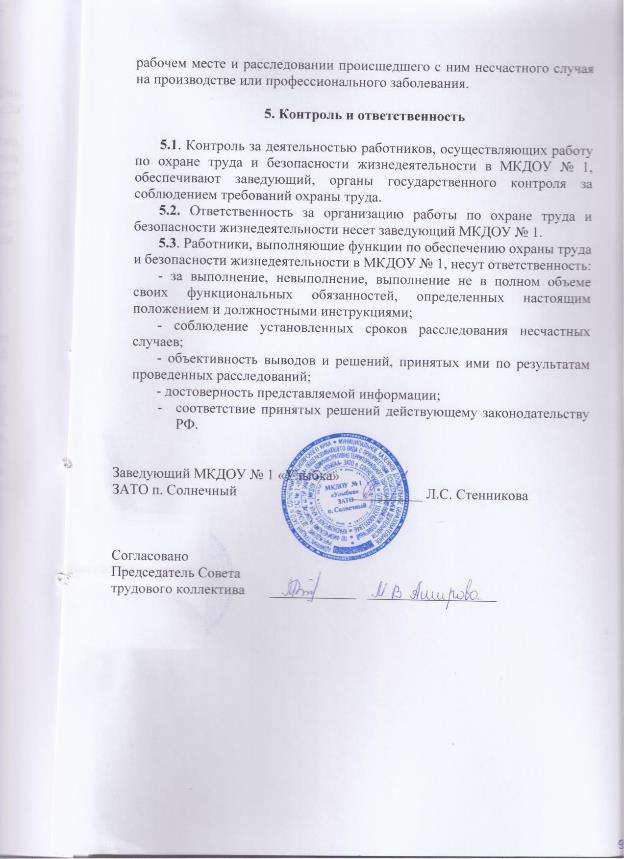 рабочем месте и расследовании происшедшего с ним несчастного случая
на производстве или профессионального заболевания.
5. Контроль и ответственность
5.1. Контроль за деятельностью работников, осуществляющих работу
по охране труда и безопасности жизнедеятельности в МКДОУ № 1,
обеспечивают заведующий, органы государственного контроля за
соблюдением требований охраны труда.
5.2. Ответственность за организацию работы по охране труда и
безопасности жизнедеятельности несет заведующий МКДОУ № 1.
5.3. Работники, выполняющие функции по обеспечению охраны труда
и безопасности жизнедеятельности в МКДОУ № 1, несут ответственность:
- за выполнение, невыполнение, выполнение не в полном объеме
своих функциональных обязанностей, определенных настоящим
положением и должностными инструкциями;
- соблюдение установленных сроков расследования несчастных
случаев;
- объективность выводов и решений, принятых ими по результатам
проведенных расследований;
- достоверность представляемой информации;
- соответствие принятых решений действующему законодательству
РФ.
Заведующий МКДОУ № 1 «Улыбка»
ЗАТО п. Солнечный Л.С. Стенникова
МКДОУ № 1
«Улыбка»
ЗАТО
п. Солнечный
Согласовано
Председатель Совета
трудового коллектива М В Амирова